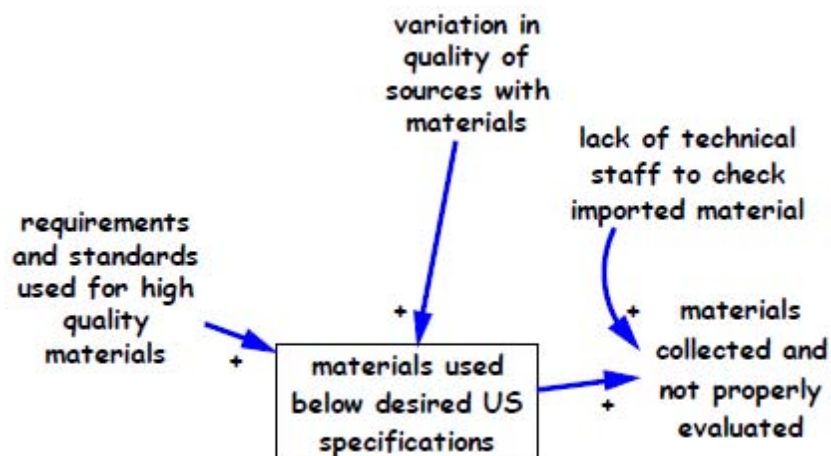 variation in
quality of
sources with
materials
lack of technical
staff to check
imported material
requirements
and standards
used for high
quality
materials
+
+
materials used
below desired US
specifications
+
+
materials
collected and
not properly
evaluated